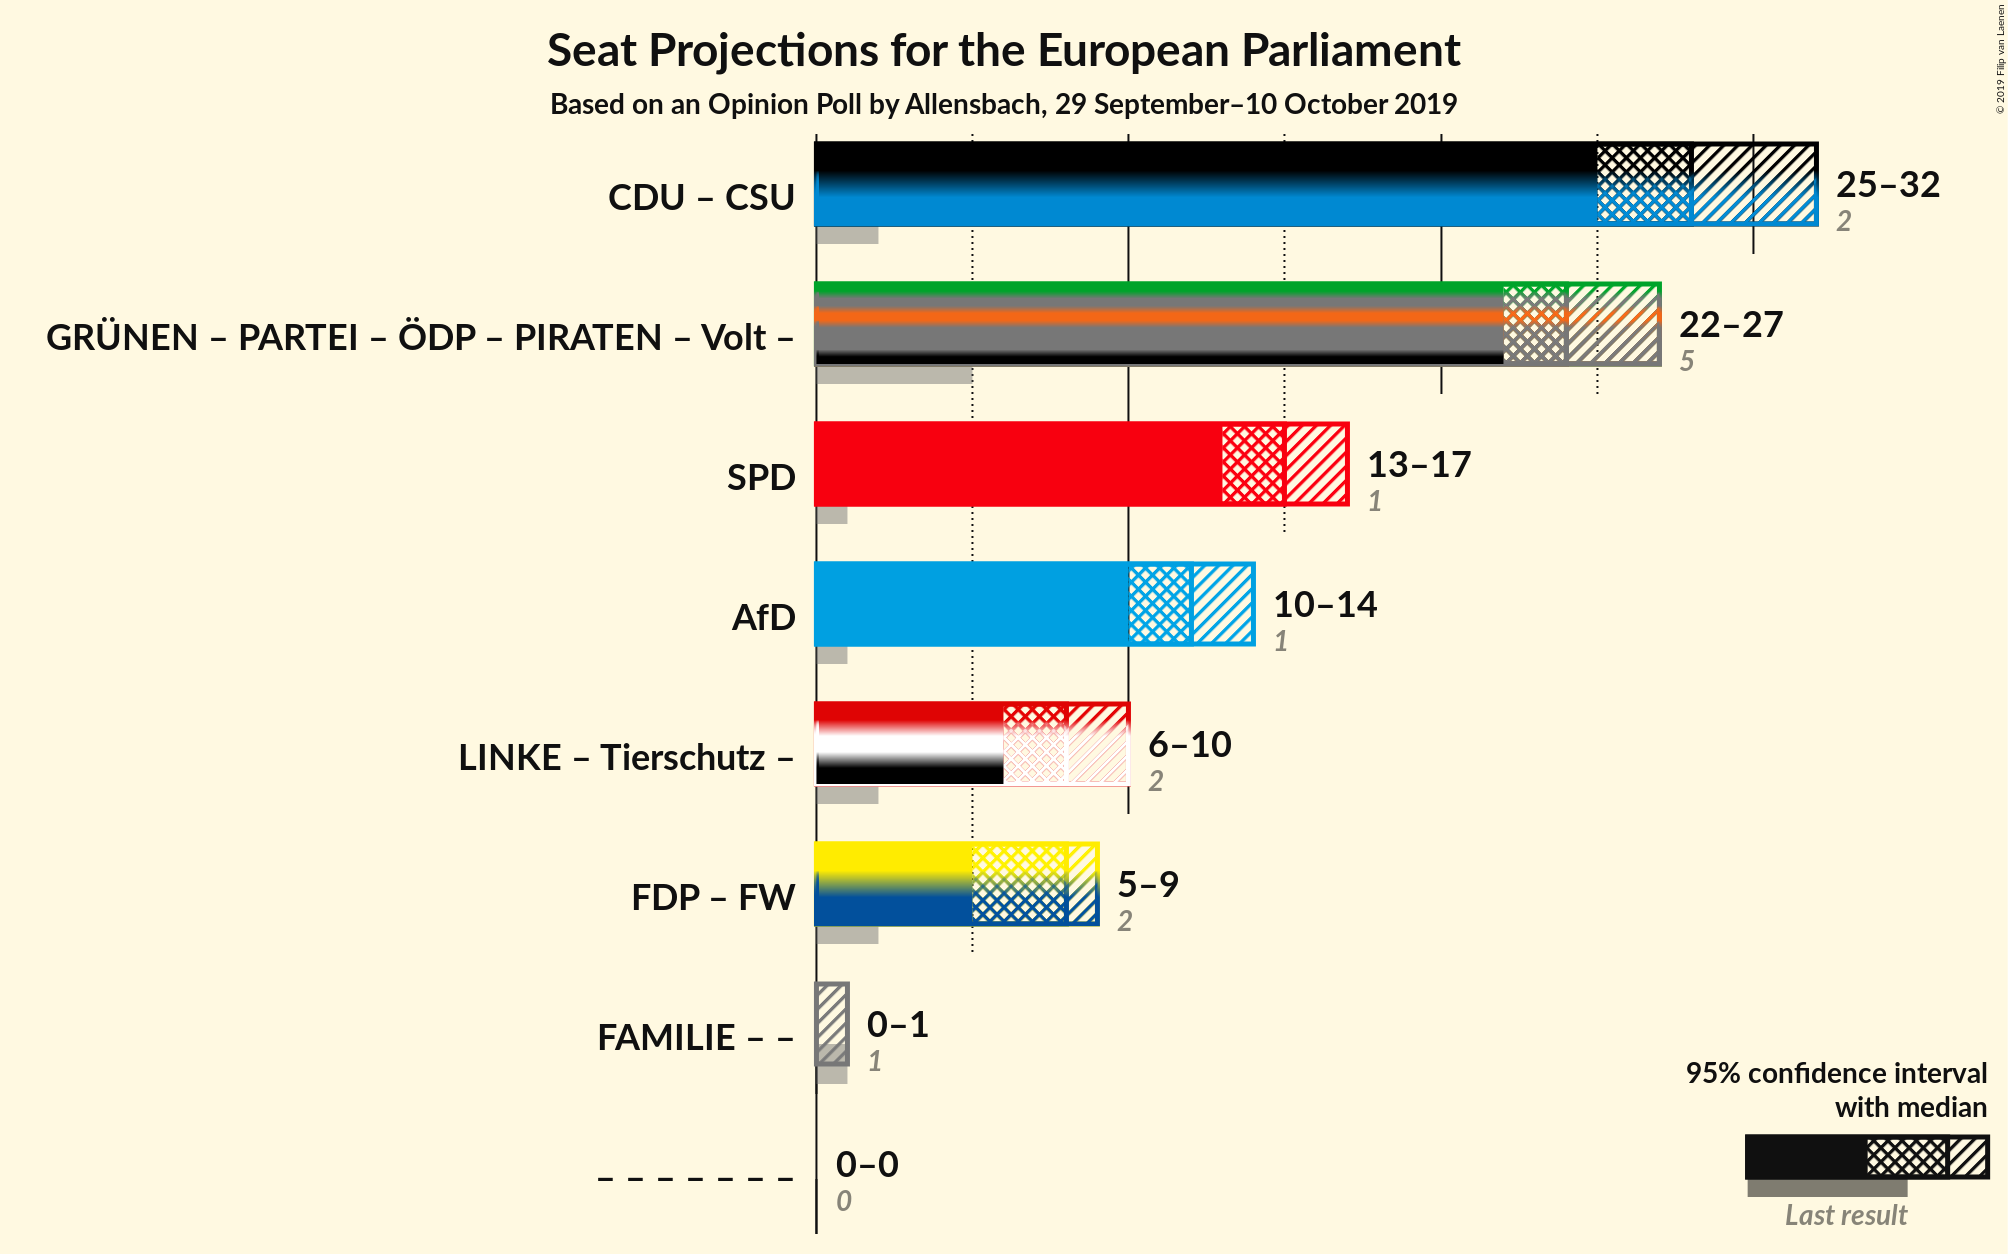 Seat Projections for the European Parliament
Based on an Opinion Poll by Allensbach, 29 September–10 October 2019
© 2019 Filip van Laenen
CDU – CSU
25–32
2
GRÜNEN – PARTEI – ÖDP – PIRATEN – Volt –
22–27
5
SPD
13–17
1
AfD
10–14
1
LINKE – Tierschutz –
6–10
2
FDP – FW
5–9
2
FAMILIE – –
0–1
1
– – – – – – –
0–0
0
95% confidence interval
with median
Last result